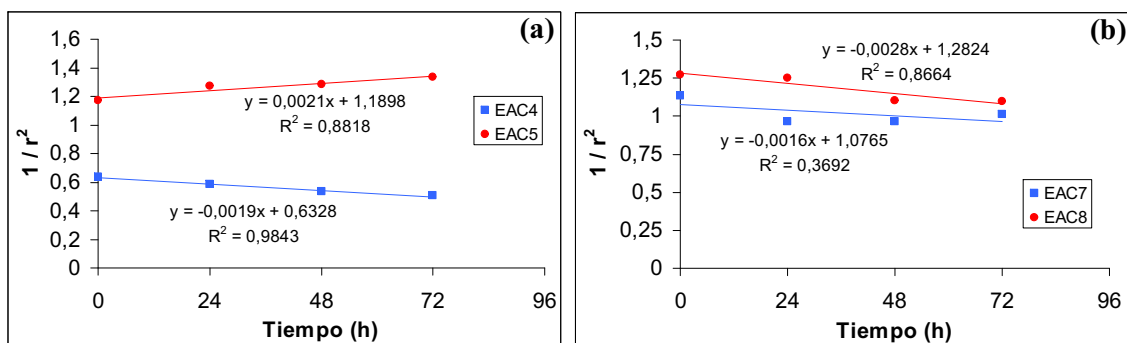 (a)
1,6
1,4
1,2
1
0,8
0,6
0,4
0,2
0
1 / r²
y = 0,0021x + 1,1898
R² = 0,8818
EAC4
EAC5
y = -0,0019x + 0,6328
R² = 0,9843
0 24 48 72 96
Tiempo (h)
(b)
1,5
1,25
1
0,75
0,5
0,25
0
1 / r²
y = -0,0028x + 1,2824
R² = 0,8664
y = -0,0016x + 1,0765
R² = 0,3692
EAC7
EAC8
0 24 48 72 96
Tiempo (h)